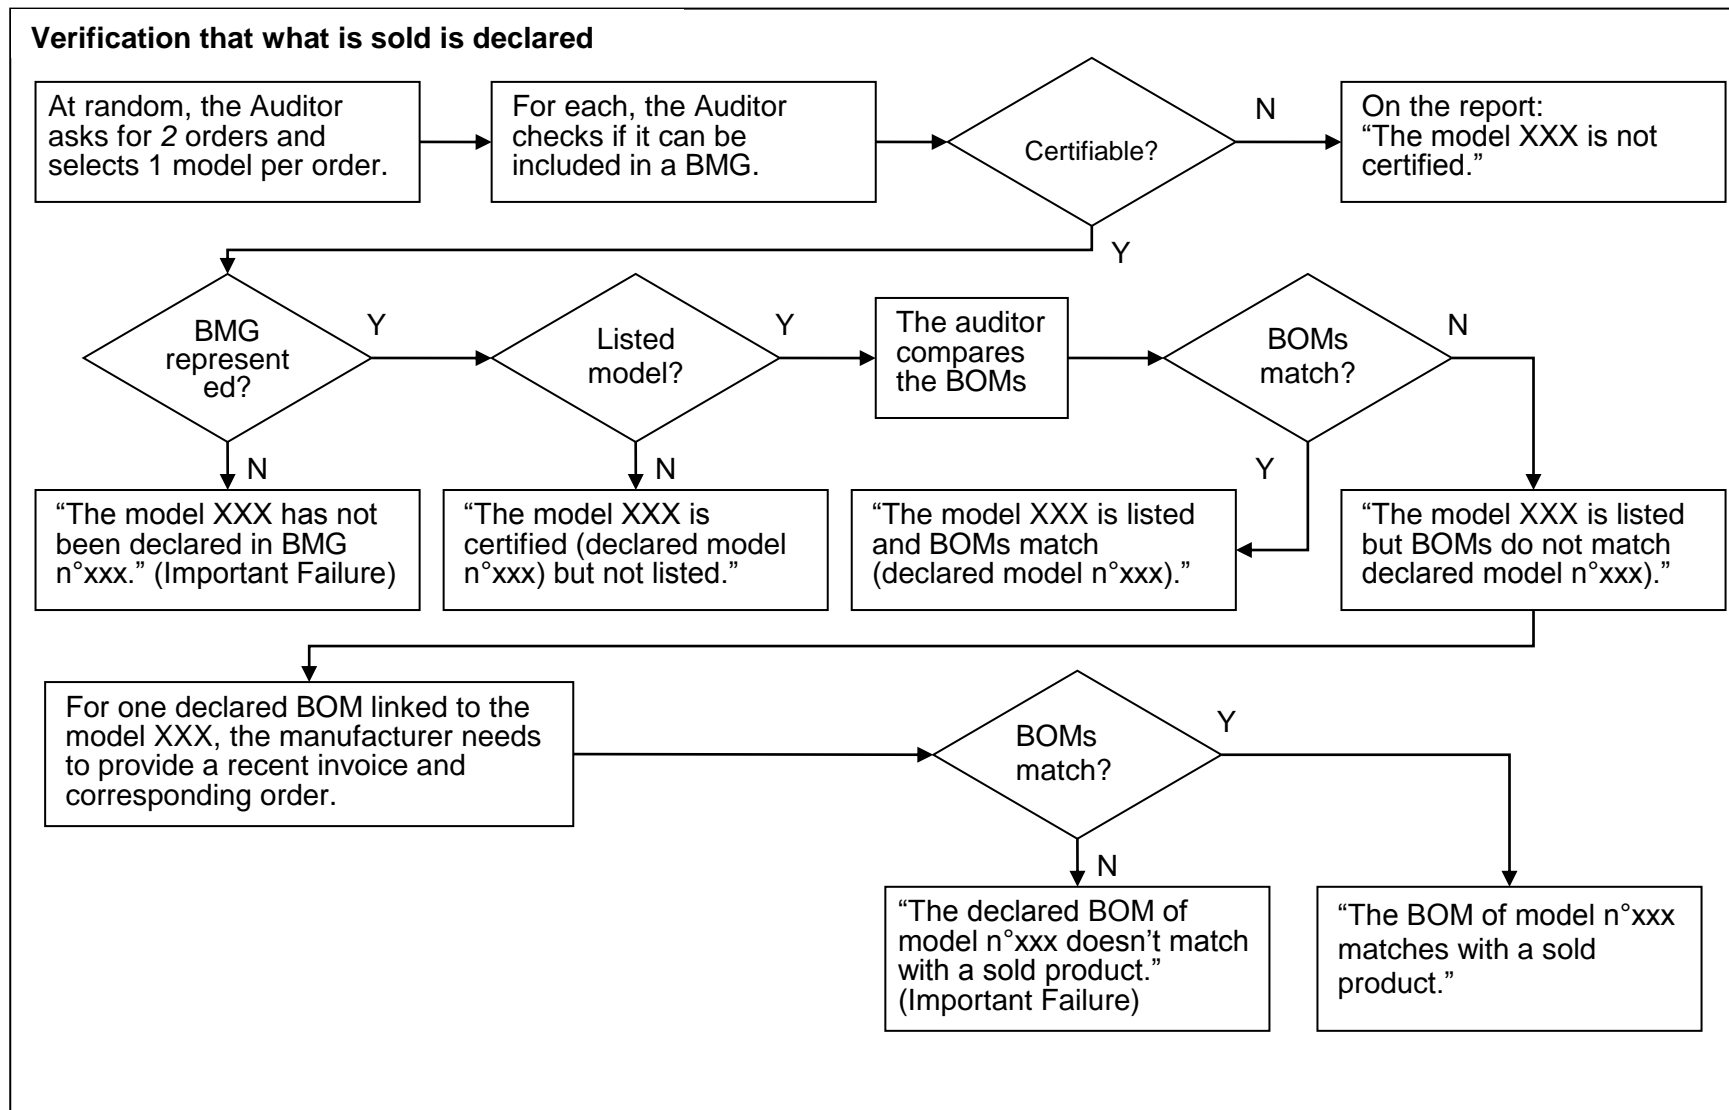 Verification that what is sold is declared
At random, the Auditor
asks for 2 orders and
selects 1 model per order.
For each, the Auditor
checks if it can be
included in a BMG.
Certifiable?
N
On the report:
“The model XXX is not
certified.”
Y
BMG
represent
ed?
Y
Listed
model?
Y
The auditor
compares
the BOMs
BOMs
match?
N
N
N
Y
“The model XXX has not
been declared in BMG
n°xxx.” (Important Failure)
“The model XXX is
certified (declared model
n°xxx) but not listed.”
“The model XXX is listed
and BOMs match
(declared model n°xxx).”
“The model XXX is listed
but BOMs do not match
declared model n°xxx).”
For one declared BOM linked to the
model XXX, the manufacturer needs
to provide a recent invoice and
corresponding order.
BOMs
match?
Y
N
“The declared BOM of
model n°xxx doesn’t match
with a sold product.”
(Important Failure)
“The BOM of model n°xxx
matches with a sold
product.”